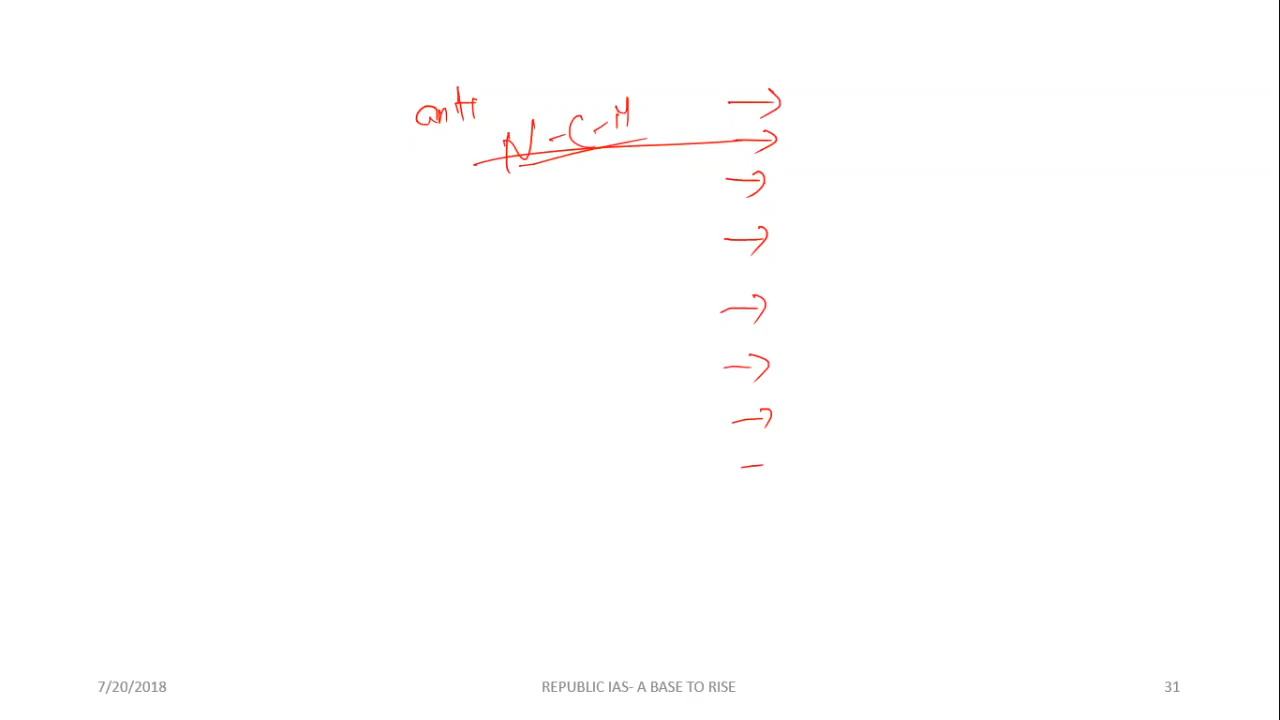 anti
N-C-M
7/20/2018
REPUBLIC IAS- A BASE TO RISE
31